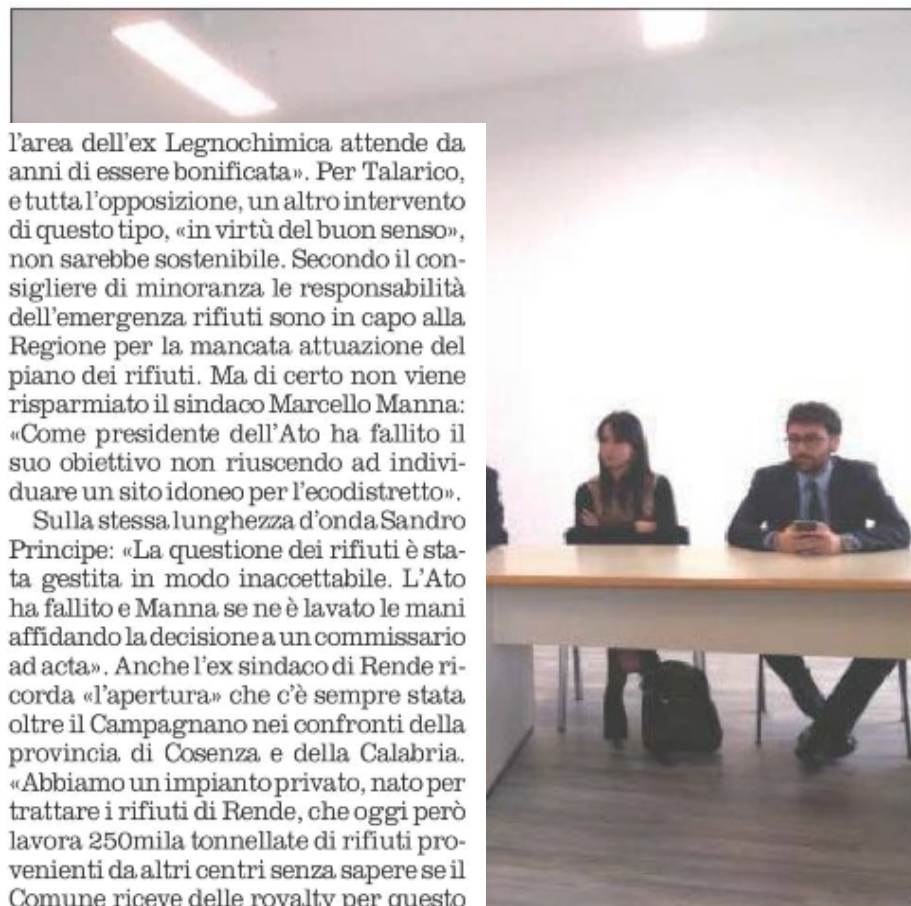 l'area dell'ex Legnochimica attende da
anni di essere bonificata». Per Talarico,
e tutta l'opposizione, un altro intervento
di questo tipo, «in virtù del buon senso»,
non sarebbe sostenibile. Secondo il con-
sigliere di minoranza le responsabilità
dell'emergenza rifiuti sono in capo alla
Regione per la mancata attuazione del
piano dei rifiuti. Ma di certo non viene
risparmiato il sindaco Marcello Manna:
«Come presidente dell'Ato ha fallito il
suo obiettivo non riuscendo ad indivi-
duare un sito idoneo per l'ecodistretto».
Sulla stessa lunghezza d'onda Sandro
Principe: «La questione dei rifiuti è sta-
ta gestita in modo inaccettabile. L'Ato
ha fallito e Manna se ne è lavato le mani
affidando la decisione a un commissario
ad acta». Anche l'ex sindaco di Rende ri-
corda «l'apertura» che c'è sempre stata
oltre il Campagnano nei confronti della
provincia di Cosenza e della Calabria.
«Abbiamo un impianto privato, nato per
trattare i rifiuti di Rende, che oggi però
lavora 250mila tonnellate di rifiuti pro-
venienti da altri centri senza sapere se il
Comune riceve delle royalty per questo